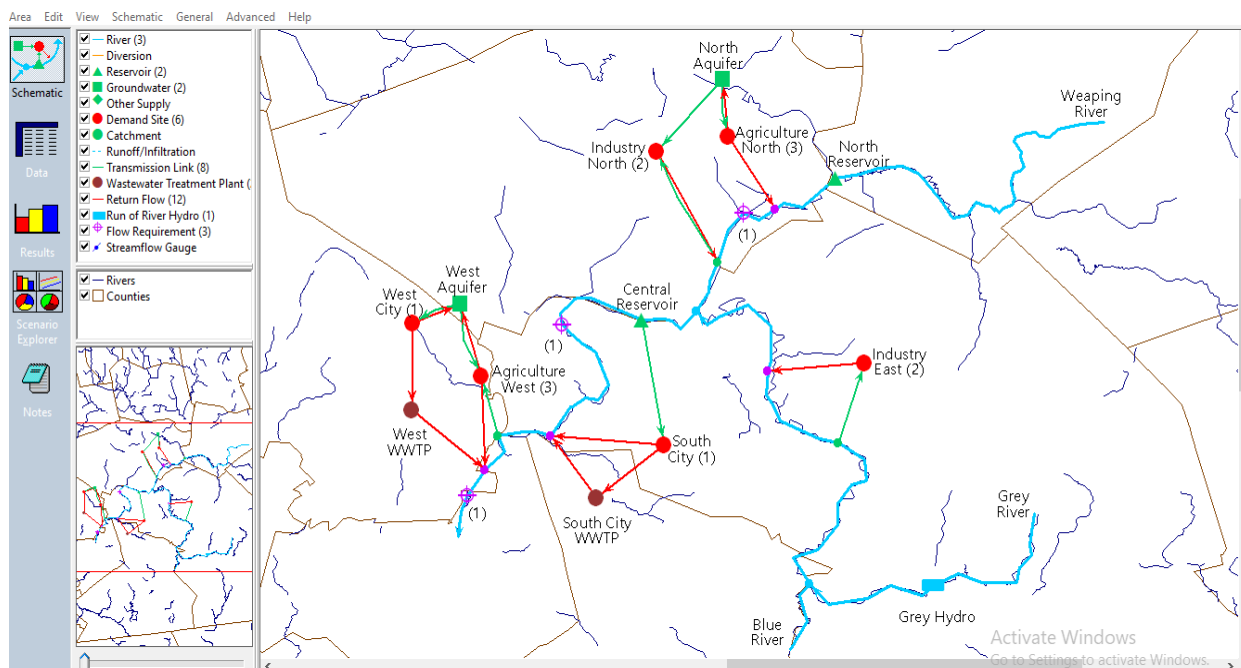 Area Edit View Schematic General Advanced Help
Schematic
Data
Results
Scenario
Explorer
Notes
River (3)
Diversion
Reservoir (2)
Groundwater (2)
Other Supply
Demand Site (6)
Catchment
Runoff/Infiltration
Transmission Link (8)
Wastewater Treatment Plant (
Return Flow (12)
Run of River Hydro (1)
Flow Requirement (3)
Streamflow Gauge
Rivers
Counties
North
Aquifer
Weaping
River
Agriculture
North (3)
Industry
North (2)
North
Reservoir
(1)
West
Aquifer
West
City (1)
Central
Reservoir
(1)
Industry
East (2)
Agriculture
West (3)
West
WWTP
South
City (1)
South City
WWTP
(1)
Grey
River
Grey Hydro
Blue
River
Activate Windows
Go to Settings to activate Windows.